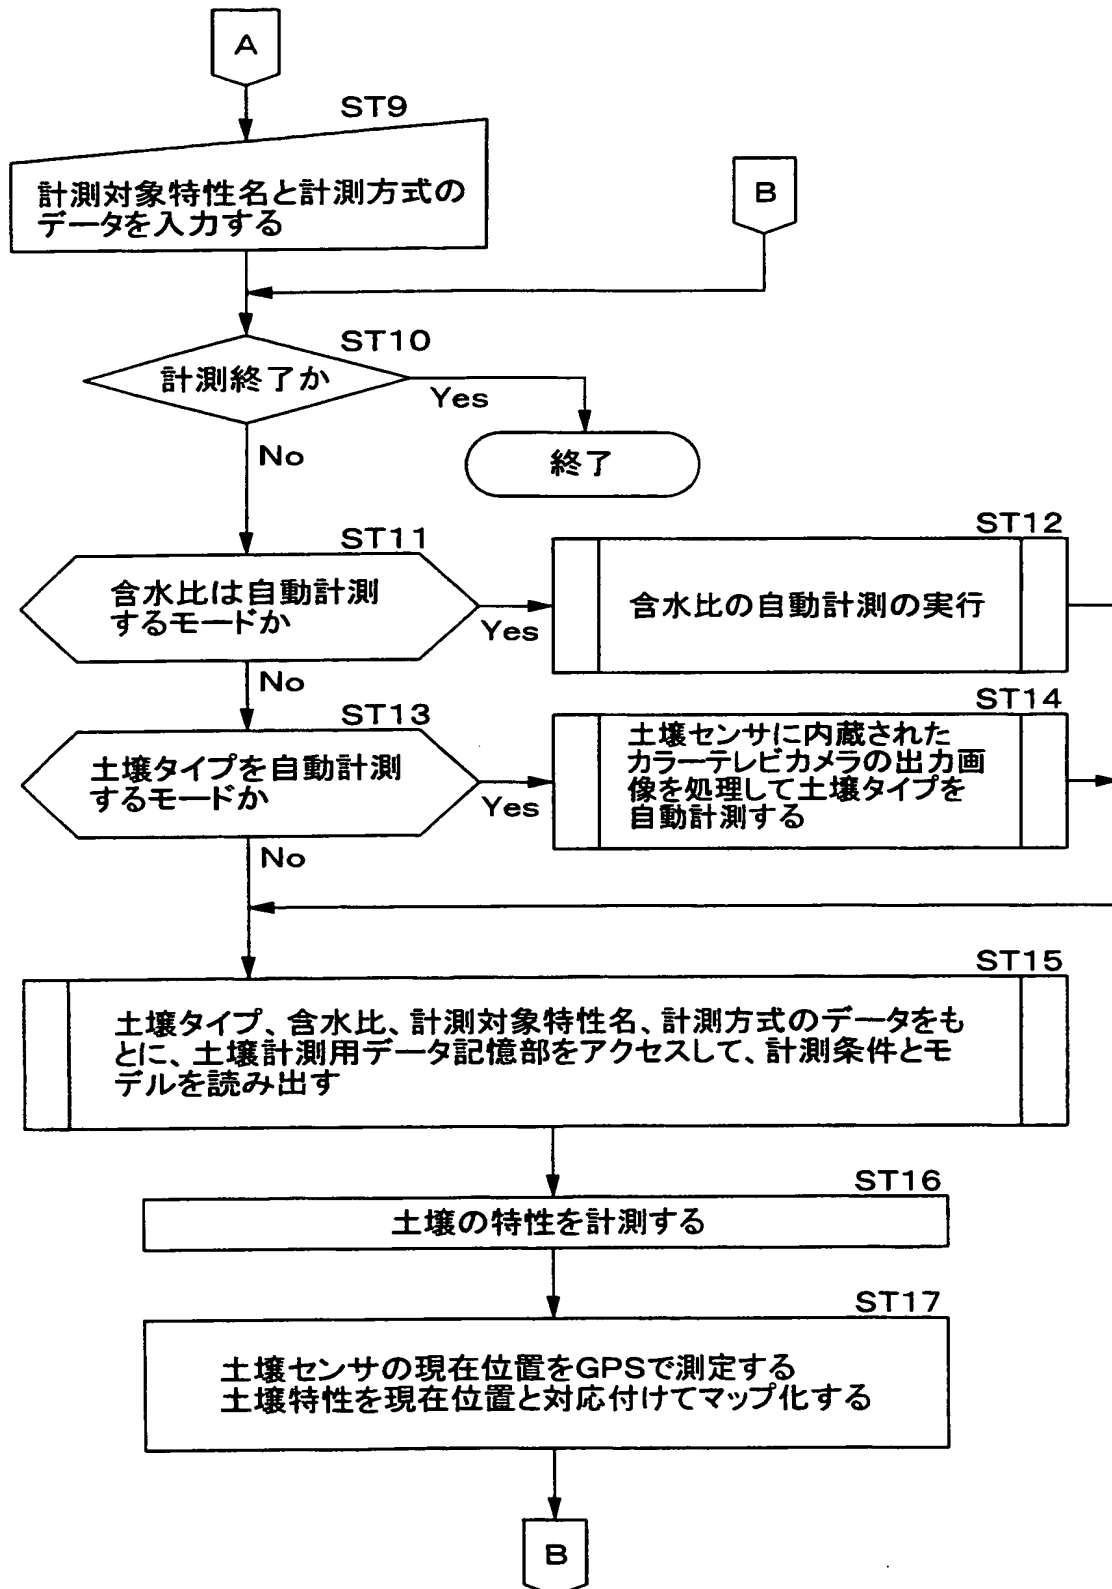 A
ST9
計測対象特性名と計測方式の
データを入力する
B
ST10
計測終了か
Yes
No
終了
ST11
含水比は自動計測
するモードか
Yes
No
ST12
含水比の自動計測の実行
ST13
土壌タイプを自動計測
するモードか
Yes
No
ST14
土壌センサに内蔵された
カラーテレビカメラの出力画
像を処理して土壌タイプを
自動計測する
ST15
土壌タイプ、含水比、計測対象特性名、計測方式のデータをも
とに、土壌計測用データ記憶部をアクセスして、計測条件とモ
デルを読み出す
ST16
土壌の特性を計測する
ST17
土壌センサの現在位置をGPSで測定する
土壌特性を現在位置と対応付けてマップ化する
B